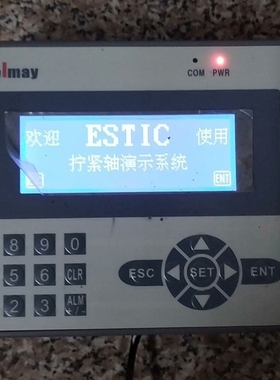 lmay
COM PWR
欢迎 ESTIC 使用
拧紧轴演示系统
ENT
8 9 0
5 6 CLR
2 3 ALM +/-
ESC SET ENT